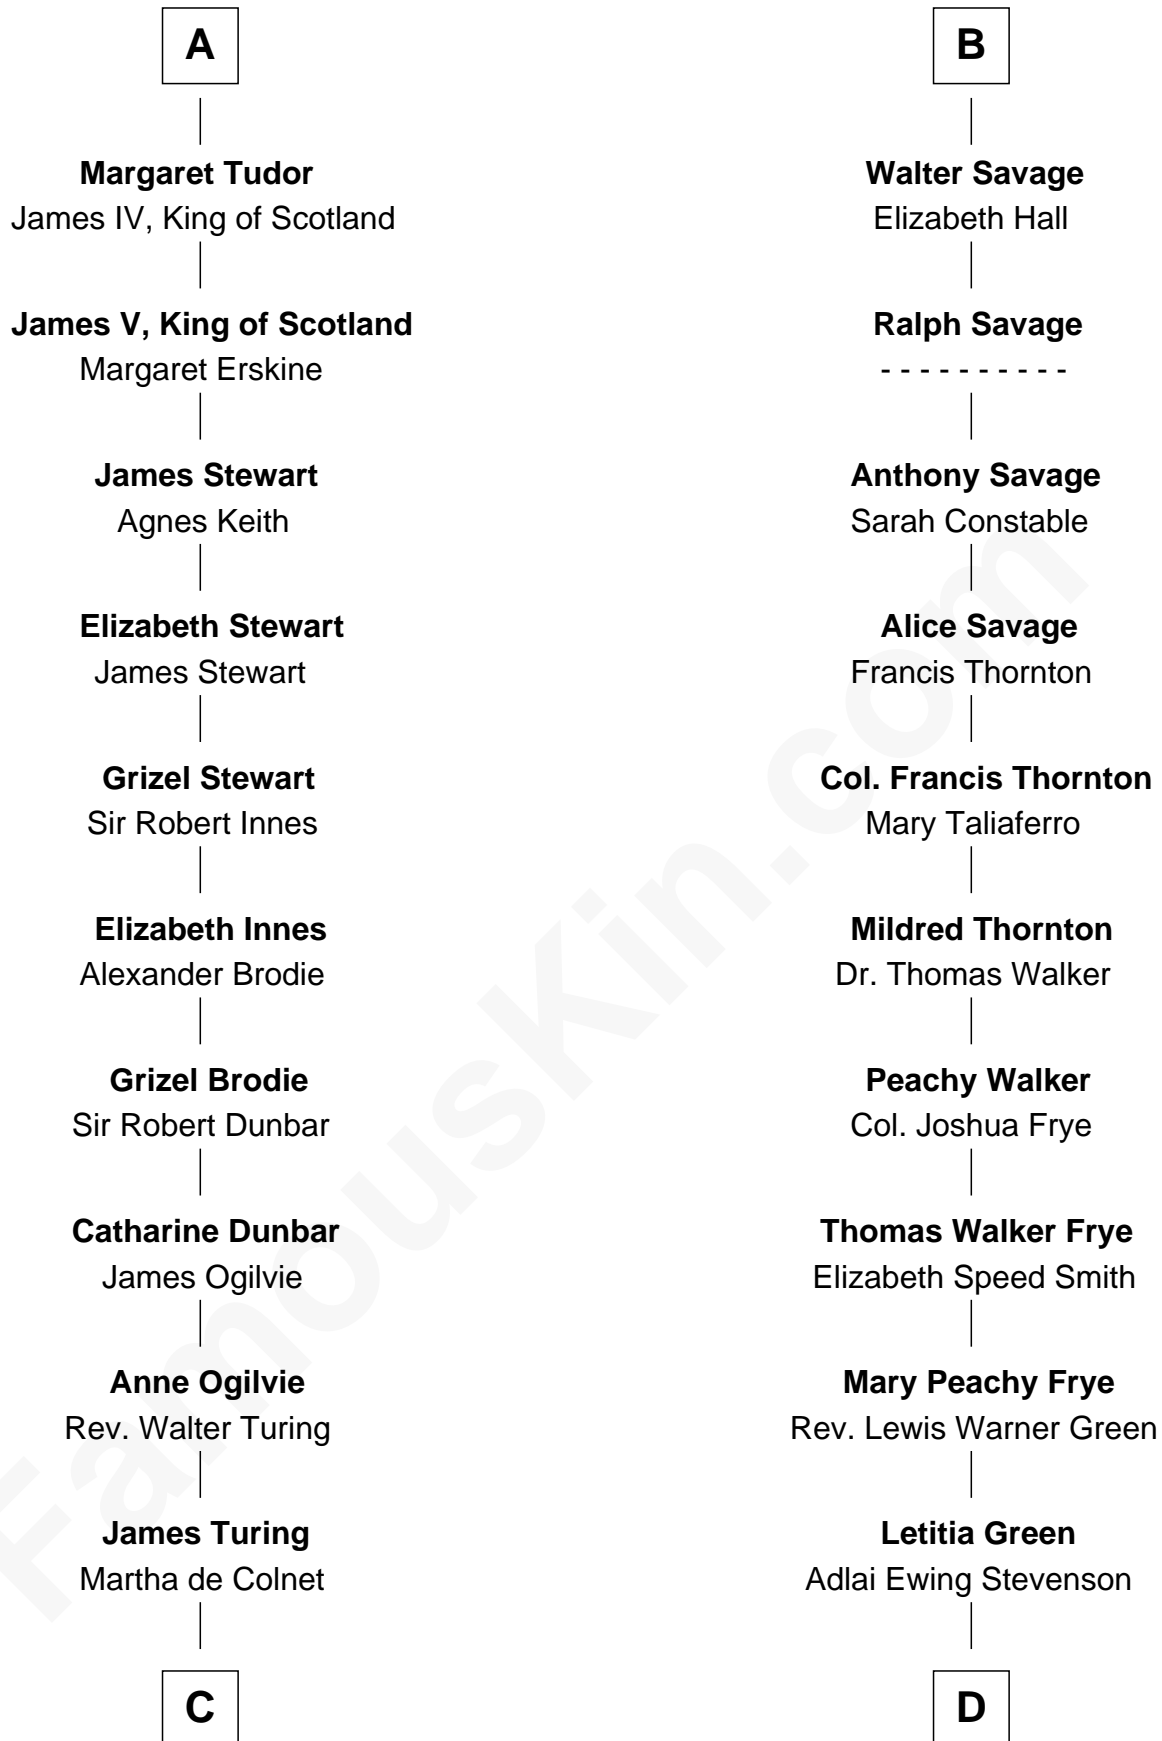 A
Margaret Tudor
James IV, King of Scotland
James V, King of Scotland
Margaret Erskine
James Stewart
Agnes Keith
Elizabeth Stewart
James Stewart
Grizel Stewart
Sir Robert Innes
Elizabeth Innes
Alexander Brodie
Grizel Brodie
Sir Robert Dunbar
Catharine Dunbar
James Ogilvie
Anne Ogilvie
Rev. Walter Turing
James Turing
Martha de Colnet
C
B
Walter Savage
Elizabeth Hall
Ralph Savage
- - - - - - - - - -
Anthony Savage
Sarah Constable
Alice Savage
Francis Thornton
Col. Francis Thornton
Mary Taliaferro
Mildred Thornton
Dr. Thomas Walker
Peachy Walker
Col. Joshua Frye
Thomas Walker Frye
Elizabeth Speed Smith
Mary Peachy Frye
Rev. Lewis Warner Green
Letitia Green
Adlai Ewing Stevenson
D
FamousKin.com